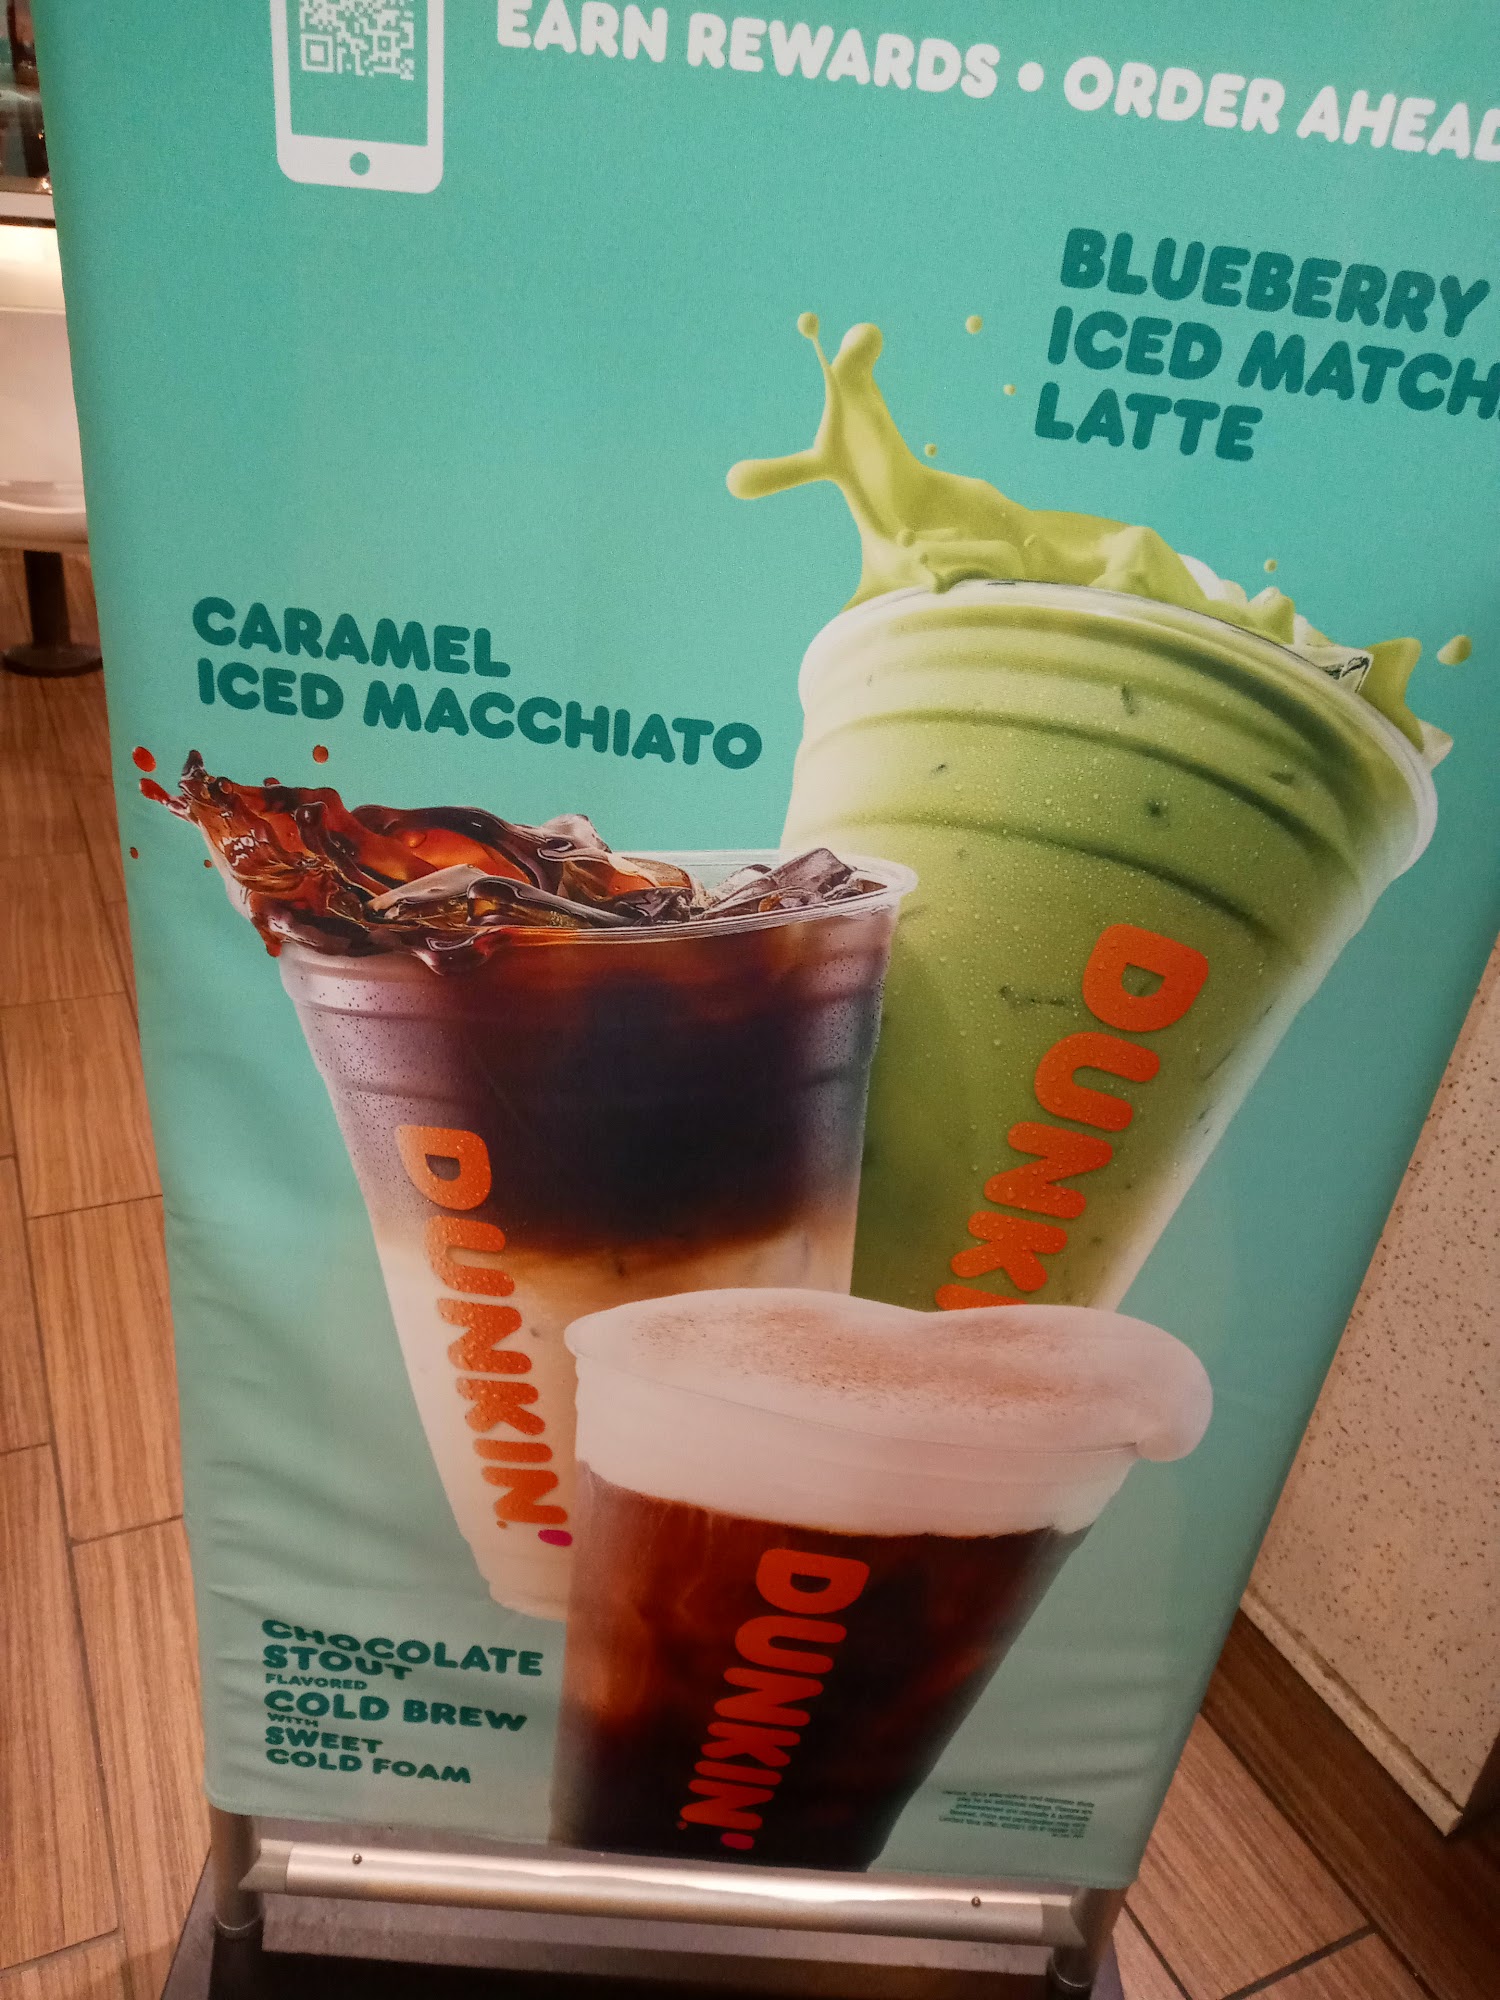 EARN REWARDS • ORDER AHEAD
BLUEBERRY
ICED MATCH
LATTE
CARAMEL
ICED MACCHIATO
DUNK
DUNKIN'
DUNKIN'
CHOCOLATE
STOUT
FLAVORED
COLD BREW
WITH
SWEET
COLD FOAM